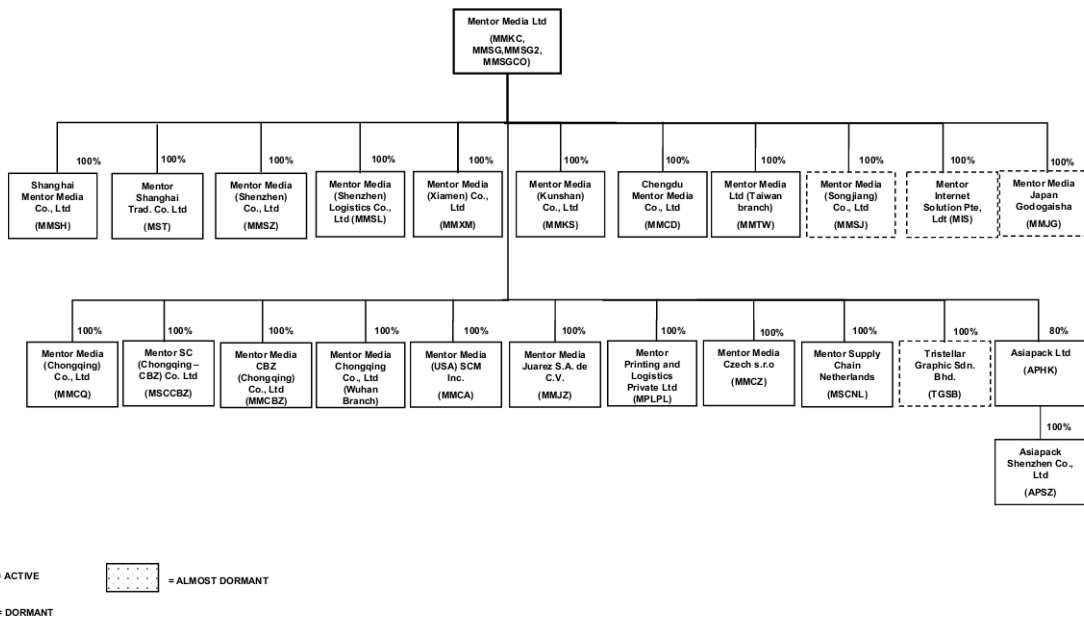 Mentor Media Ltd
(MMKC,
MMSG,MMSG2,
MMSGCO)
100%
100%
100%
100%
100%
100%
100%
100%
100%
100%
100%
Shanghai
Mentor Media
Co., Ltd
(MMSH)
Mentor
Shanghai
Trad. Co. Ltd
(MST)
Mentor Media
(Shenzhen)
Co., Ltd
(MMSZ)
Mentor Media
(Shenzhen)
Logistics Co.,
Ltd (MMSL)
Mentor Media
(Xiamen) Co.,
Ltd
(MMXM)
Mentor Media
(Kunshan)
Co., Ltd
(MMKS)
Chengdu
Mentor Media
Co., Ltd
(MMCD)
Mentor Media
Ltd (Taiwan
branch)
(MMTW)
Mentor Media
(Songjiang)
Co., Ltd
(MMSJ)
Mentor
Internet
Solution Pte,
Ldt (MIS)
Mentor Media
Japan
Godogaisha
(MMJG)
100%
100%
100%
100%
100%
100%
100%
100%
100%
100%
80%
Mentor Media
(Chongqing)
Co., Ltd
(MMCQ)
Mentor SC
(Chongqing –
CBZ) Co. Ltd
(MSCCBZ)
Mentor Media
CBZ
(Chongqing)
Co., Ltd
(MMCBZ)
Mentor Media
Chongqing
Co., Ltd
(Wuhan
Branch)
Mentor Media
(USA) SCM
Inc.
(MMCA)
Mentor Media
Juarez S.A. de
C.V.
(MMJZ)
Mentor
Printing and
Logistics
Private Ltd
(MPLPL)
Mentor Media
Czech s.r.o
(MMCZ)
Mentor Supply
Chain
Netherlands
(MSCNL)
Tristellar
Graphic Sdn.
Bhd.
(TGSB)
Asiapack Ltd
(APHK)
100%
Asiapack
Shenzhen Co.,
Ltd
(APSZ)
= ACTIVE
= ALMOST DORMANT
= DORMANT